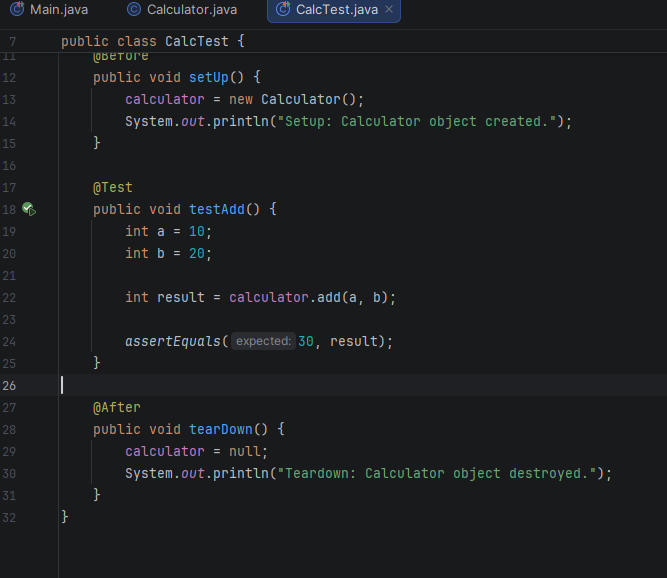 Main.java Calculator.java CalcTest.java
7 public class CalcTest {
11 @Before
12 public void setUp() {
13 calculator = new Calculator();
14 System.out.println("Setup: Calculator object created.");
15 }
16
17 @Test
18 public void testAdd() {
19 int a = 10;
20 int b = 20;
21
22 int result = calculator.add(a, b);
23
24 assertEquals( expected: 30, result);
25 }
26
27 @After
28 public void tearDown() {
29 calculator = null;
30 System.out.println("Teardown: Calculator object destroyed.");
31 }
32 }